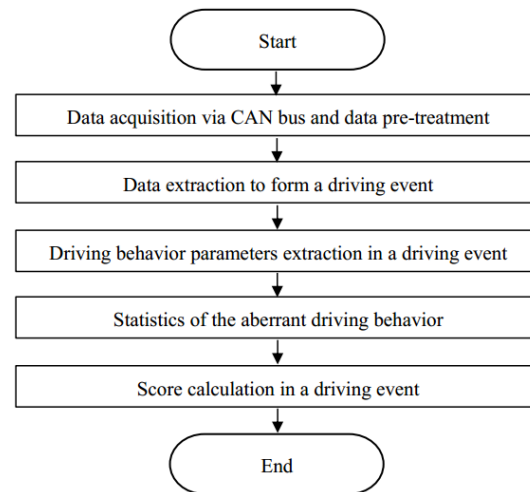 Start
Data acquisition via CAN bus and data pre-treatment
Data extraction to form a driving event
Driving behavior parameters extraction in a driving event
Statistics of the aberrant driving behavior
Score calculation in a driving event
End